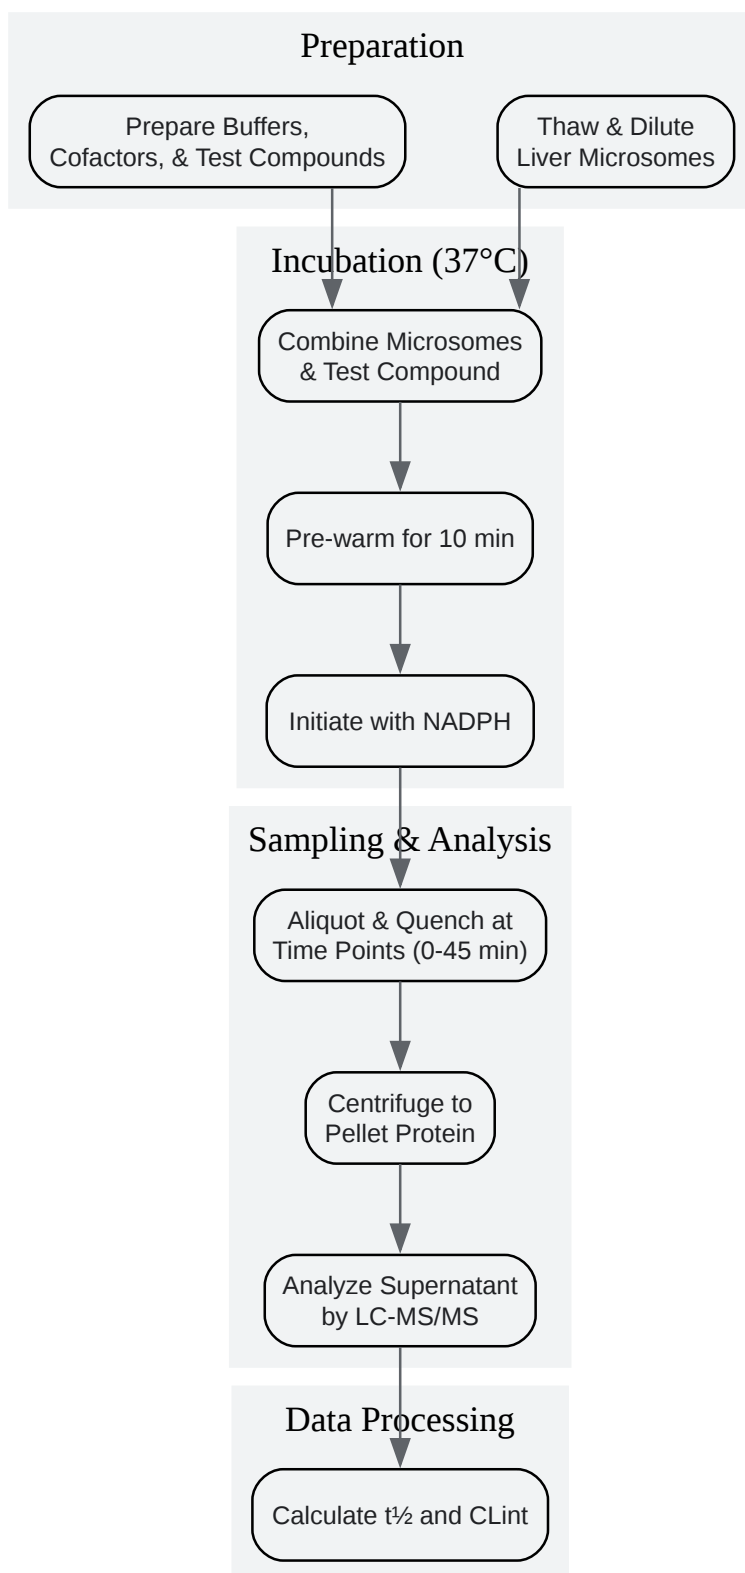 Preparation
Prepare Buffers,
Cofactors, & Test Compounds
Thaw & Dilute
Liver Microsomes
Incubation (37°C)
Combine Microsomes
& Test Compound
Pre-warm for 10 min
Initiate with NADPH
Sampling & Analysis
Aliquot & Quench at
Time Points (0-45 min)
Centrifuge to
Pellet Protein
Analyze Supernatant
by LC-MS/MS
Data Processing
Calculate t½ and CLint